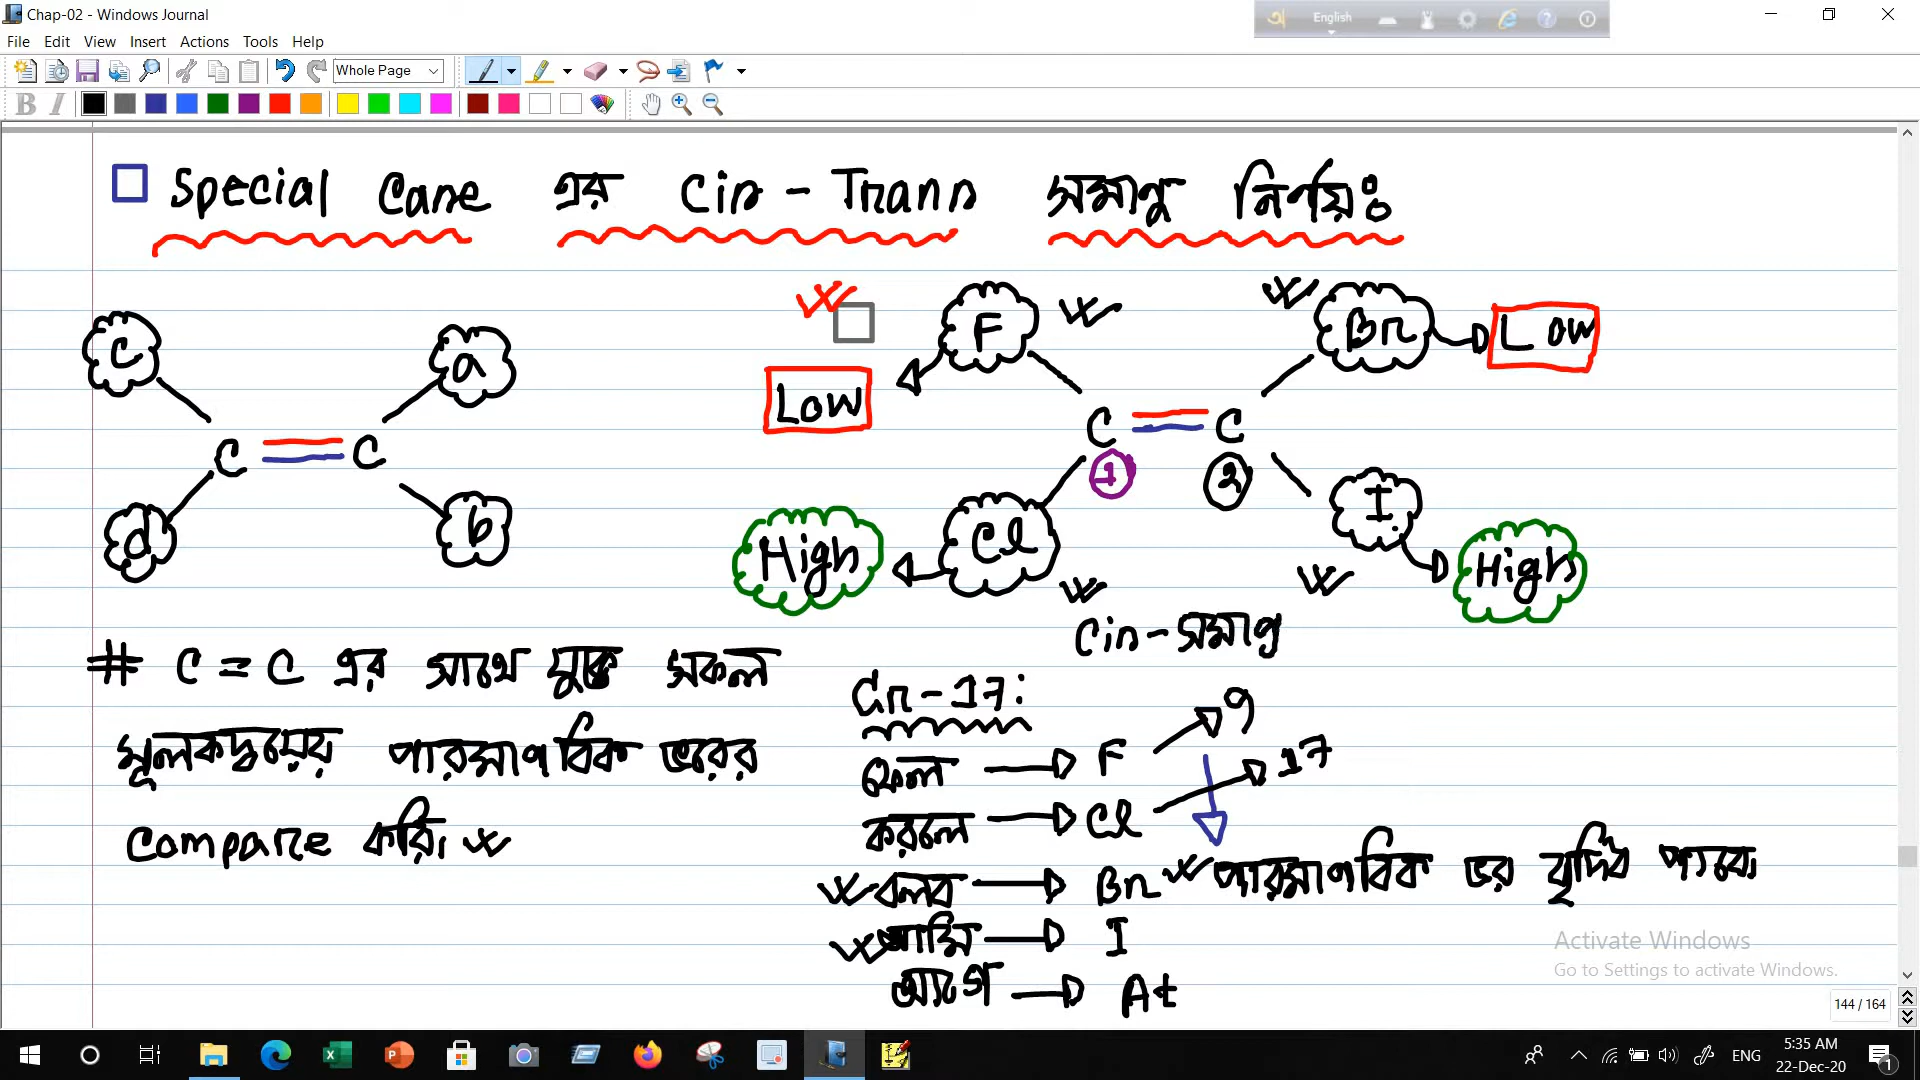 Chap-02 - Windows Journal
English
File Edit View Insert Actions Tools Help
Whole Page
Special Case এর Cis - Trans সমাণু নির্ণয়ঃ
F Br Low
c a Low
C = C C = C
1 2
d b High Cl I High
Cis-সমাণু
# C = C এর সাথে যুক্ত সকল
মূলকদ্বয়ের পারমাণবিক ভরের
Compare করি।
Gr-17:
ফেল → F → 9
করলে → Cl → 17
বলব → Br পারমাণবিক ভর বৃদ্ধি পাবে
আমি → I
আসে → At
Activate Windows
Go to Settings to activate Windows.
144 / 164
ENG 5:35 AM
22-Dec-20 1